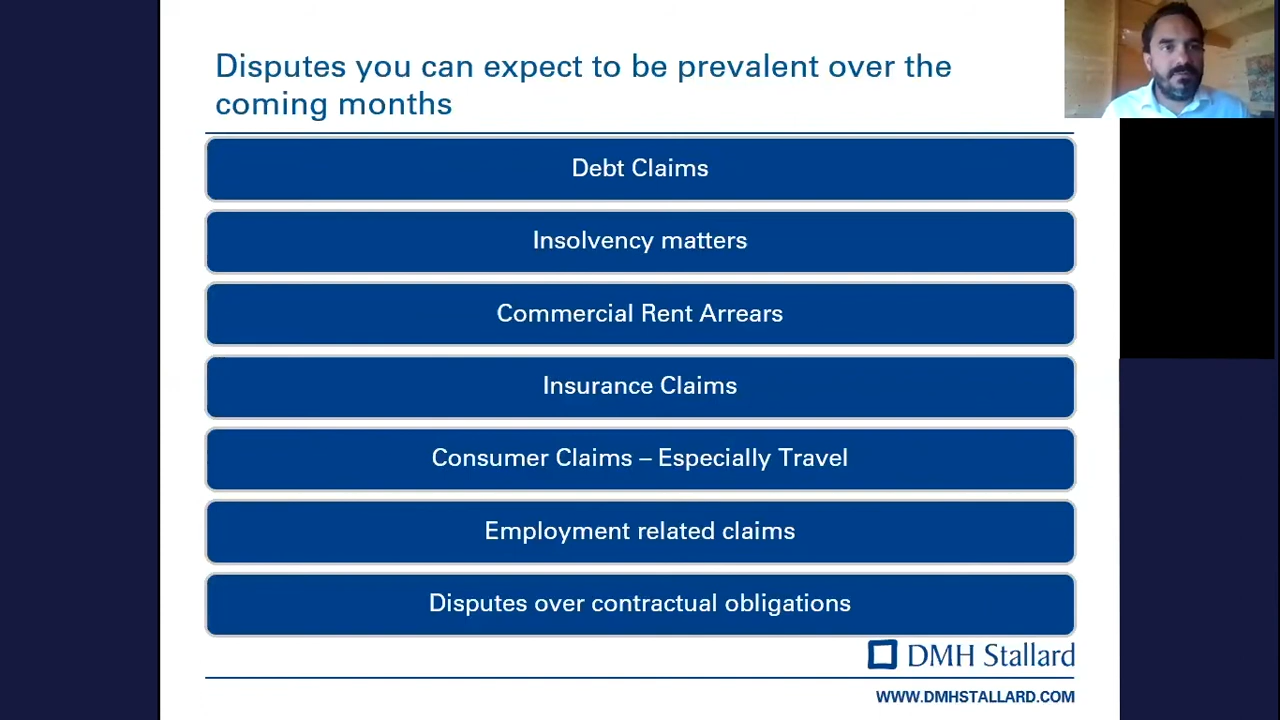 Disputes you can expect to be prevalent over the
coming months
Debt Claims
Insolvency matters
Commercial Rent Arrears
Insurance Claims
Consumer Claims – Especially Travel
Employment related claims
Disputes over contractual obligations
DMH Stallard
WWW.DMHSTALLARD.COM